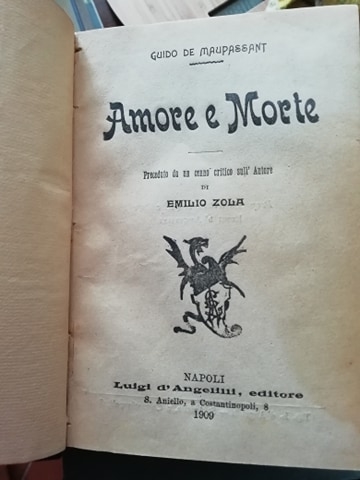 GUIDO DE MAUPASSANT
Amore e Morte
Preceduto da un cenno critico sull' Autore
DI
EMILIO ZOLA
NAPOLI
Luigi d'Angelilli, editore
S. Aniello, a Costantinopoli, 8
1909